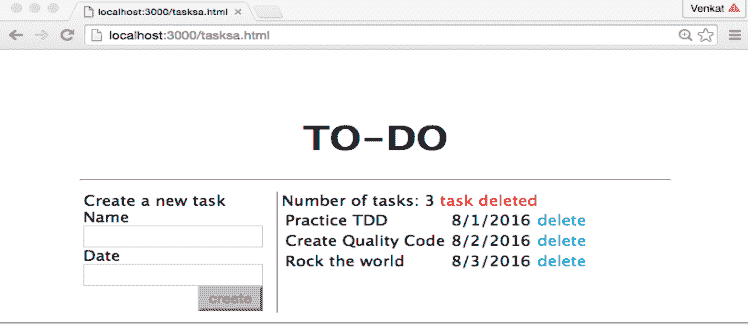 localhost:3000/tasksa.html
Venkat
localhost:3000/tasksa.html
TO-DO
Create a new task
Name
Date
create
Number of tasks: 3 task deleted
Practice TDD 8/1/2016 delete
Create Quality Code 8/2/2016 delete
Rock the world 8/3/2016 delete